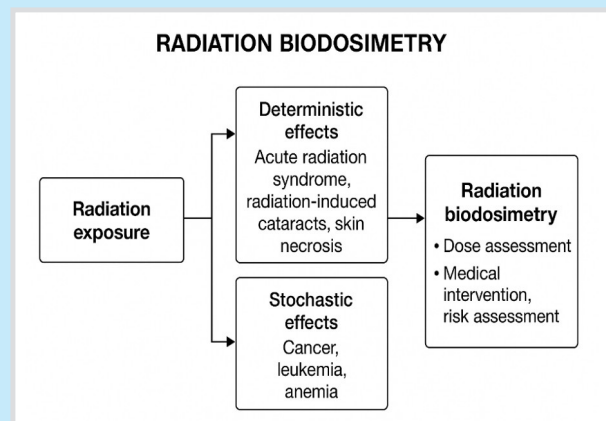 RADIATION BIODOSIMETRY
Radiation
exposure
Deterministic
effects
Acute radiation
syndrome,
radiation-induced
cataracts, skin
necrosis
Stochastic
effects
Cancer,
leukemia,
anemia
Radiation
biodosimetry
• Dose assessment
• Medical
intervention,
risk assessment